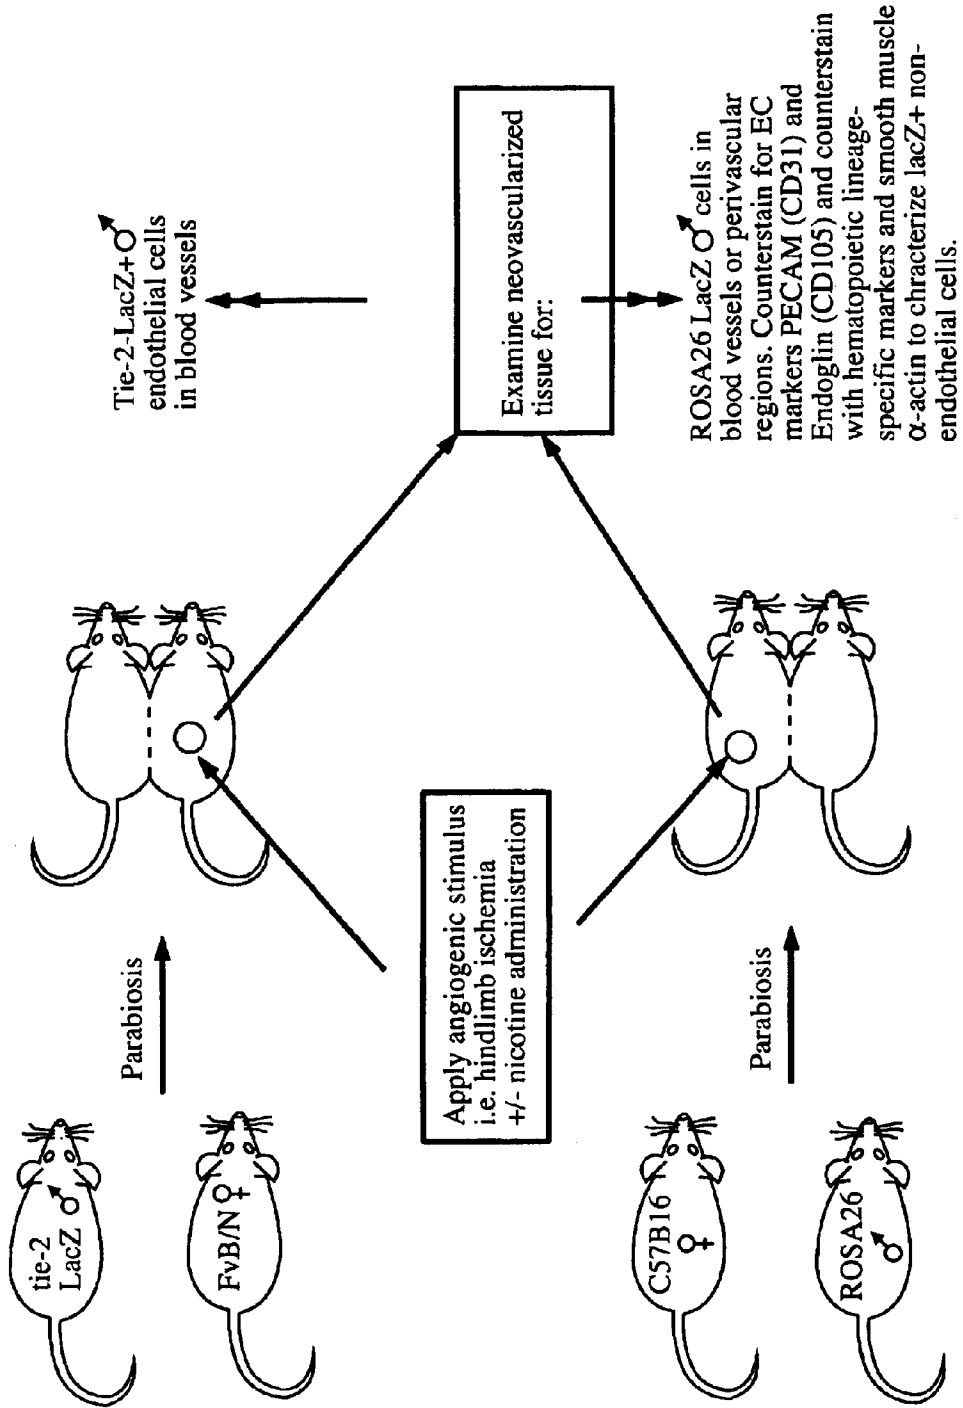 tie-2
LacZ ♂
FvB/N ♀
Parabiosis
Apply angiogenic stimulus
i.e. hindlimb ischemia
+/- nicotine administration
C57B16
♀
ROSA26
♂
Parabiosis
Examine neovascularized
tissue for:
Tie-2-LacZ+ ♂
endothelial cells
in blood vessels
ROSA26 LacZ ♂ cells in
blood vessels or perivascular
regions. Counterstain for EC
markers PECAM (CD31) and
Endoglin (CD105) and counterstain
with hematopoietic lineage-
specific markers and smooth muscle
α-actin to chracterize lacZ+ non-
endothelial cells.